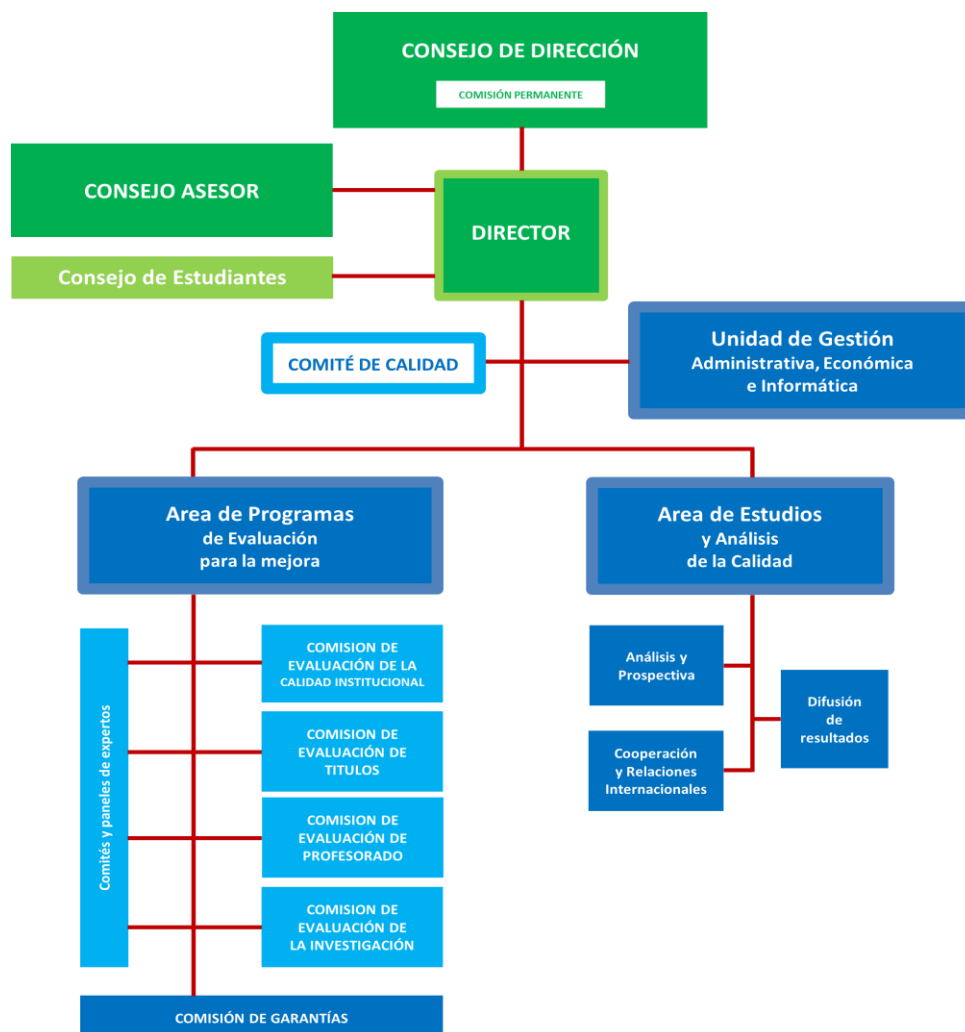 CONSEJO DE DIRECCIÓN
COMISIÓN PERMANENTE
CONSEJO ASESOR
DIRECTOR
Consejo de Estudiantes
COMITÉ DE CALIDAD
Unidad de Gestión
Administrativa, Económica
e Informática
Area de Programas
de Evaluación
para la mejora
Area de Estudios
y Análisis
de la Calidad
Comités y paneles de expertos
COMISION DE
EVALUACIÓN DE LA
CALIDAD INSTITUCIONAL
COMISION DE
EVALUACIÓN DE
TITULOS
COMISION DE
EVALUACIÓN DE
PROFESORADO
COMISION DE
EVALUACIÓN DE
LA INVESTIGACIÓN
COMISIÓN DE GARANTÍAS
Análisis y
Prospectiva
Difusión
de
resultados
Cooperación
y Relaciones
Internacionales